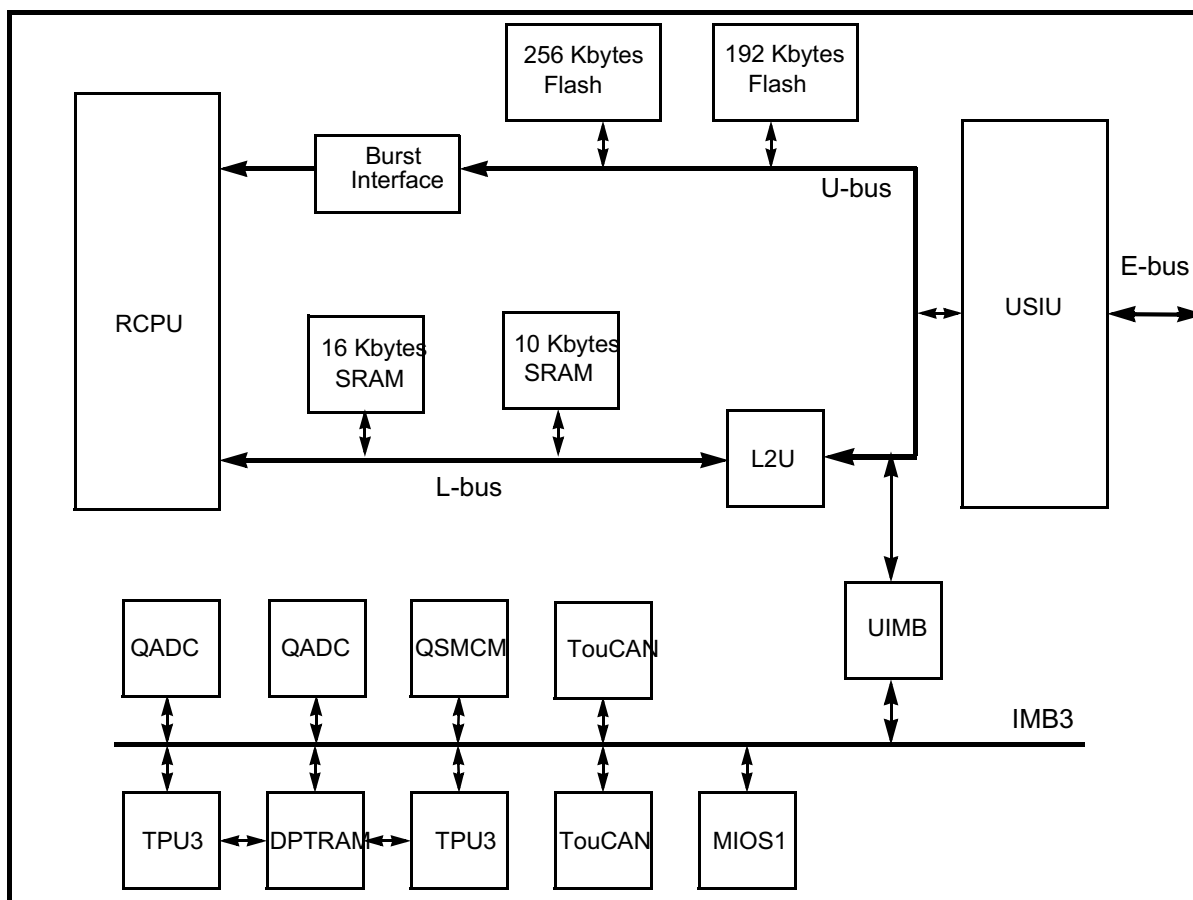 256 Kbytes
Flash
192 Kbytes
Flash
Burst
Interface
U-bus
E-bus
RCPU
USIU
16 Kbytes
SRAM
10 Kbytes
SRAM
L2U
L-bus
UIMB
QADC
QADC
QSMCM
TouCAN
IMB3
TPU3
DPTRAM
TPU3
TouCAN
MIOS1